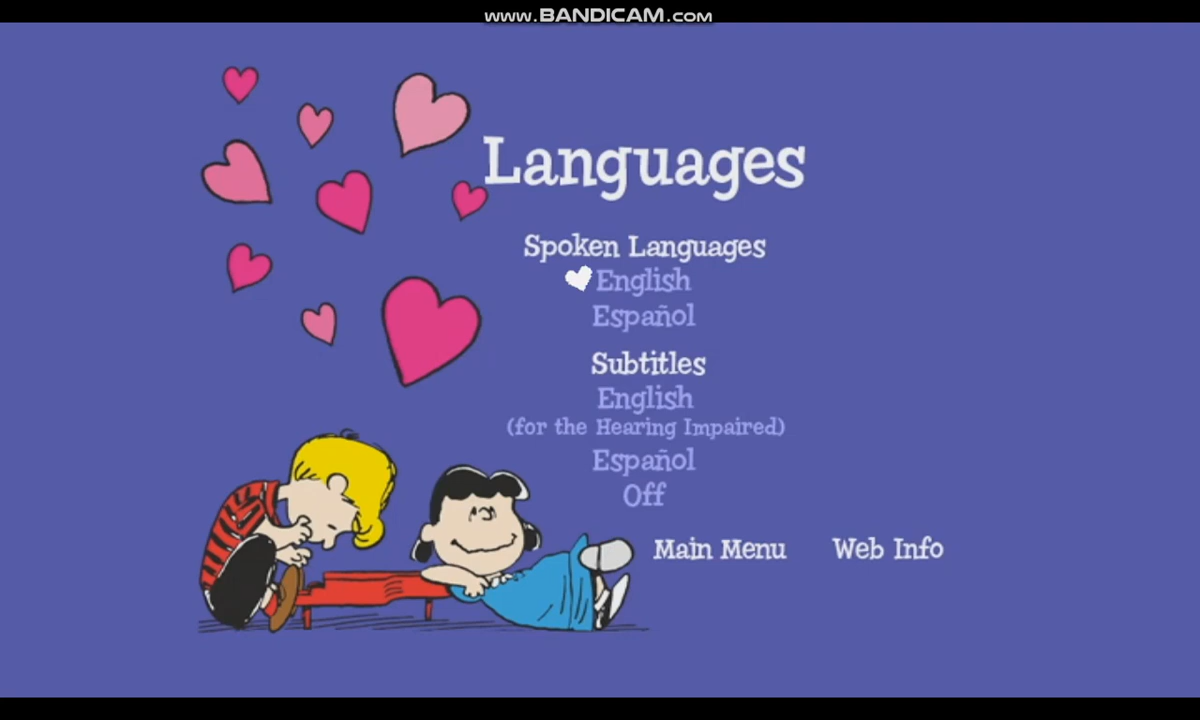 www.BANDICAM.com
Languages
Spoken Languages
English
Español
Subtitles
English
(for the Hearing Impaired)
Español
Off
Main Menu
Web Info